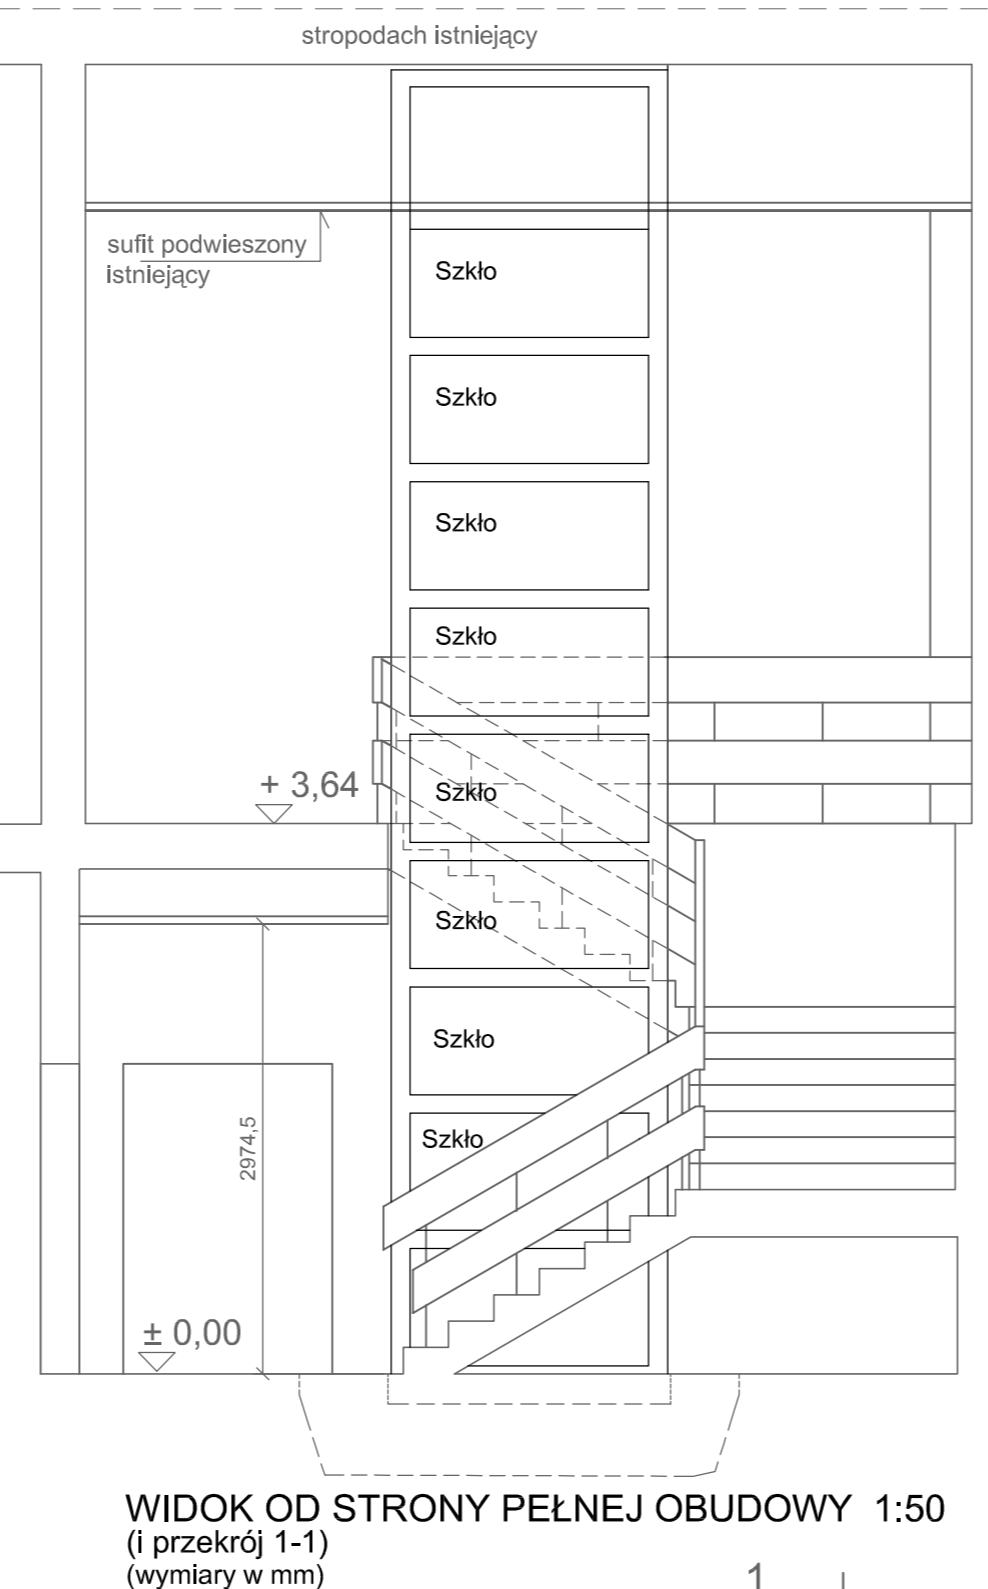 stropodach istniejący
sufit podwieszony
istniejący
Szkło
Szkło
Szkło
Szkło
+ 3,64
Szkło
Szkło
Szkło
2974,5
Szkło
± 0,00
WIDOK OD STRONY PEŁNEJ OBUDOWY 1:50
(i przekrój 1-1)
(wymiary w mm)
1